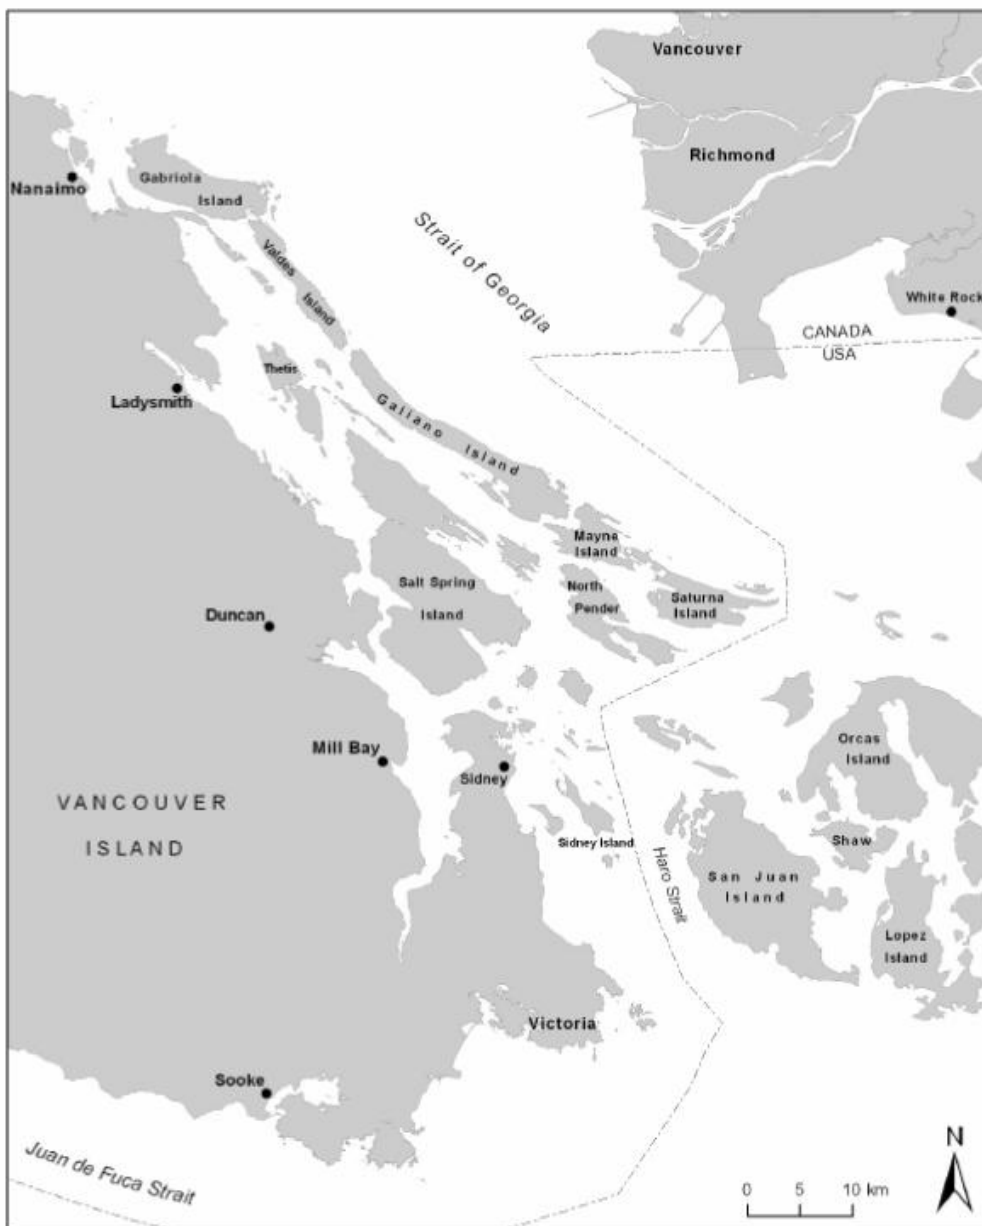 Vancouver
Richmond
Nanaimo
Gabriola
Island
Strait of Georgia
Valdes
Island
White Rock
CANADA
USA
Thetis
Ladysmith
Galiano Island
Mayne
Island
North
Pender
Saturna
Island
Salt Spring
Island
Duncan
Orcas
Island
Mill Bay
Sidney
VANCOUVER
ISLAND
Sidney Island
Haro Strait
Shaw
San Juan
Island
Lopez
Island
Victoria
Sooke
Juan de Fuca Strait
N
0 5 10 km